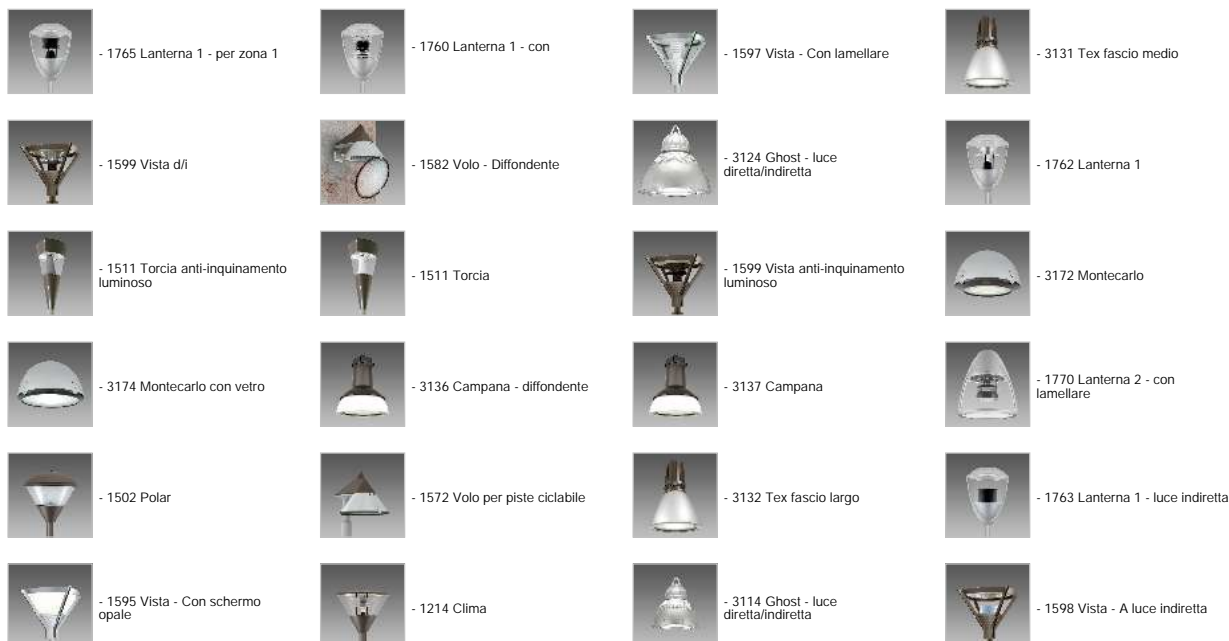 - 1765 Lanterna 1 - per zona 1
- 1760 Lanterna 1 - con
- 1597 Vista - Con lamellare
- 3131 Tex fascio medio
- 1599 Vista d/i
- 1582 Volo - Diffondente
- 3124 Ghost - luce
diretta/indiretta
- 1762 Lanterna 1
- 1511 Torcia anti-inquinamento
luminoso
- 1511 Torcia
- 1599 Vista anti-inquinamento
luminoso
- 3172 Montecarlo
- 3174 Montecarlo con vetro
- 3136 Campana - diffondente
- 3137 Campana
- 1770 Lanterna 2 - con
lamellare
- 1502 Polar
- 1572 Volo per piste ciclabile
- 3132 Tex fascio largo
- 1763 Lanterna 1 - luce indiretta
- 1595 Vista - Con schermo
opale
- 1214 Clima
- 3114 Ghost - luce
diretta/indiretta
- 1598 Vista - A luce indiretta